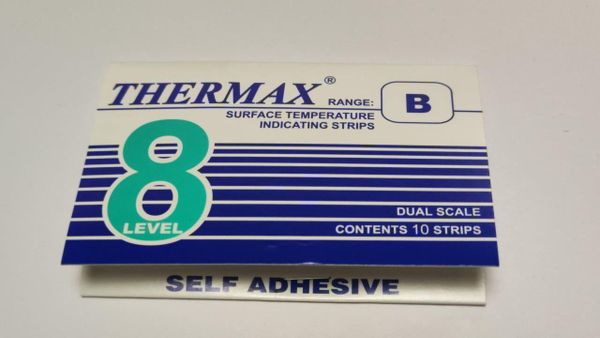 THERMAX®
RANGE: B
SURFACE TEMPERATURE
INDICATING STRIPS
8
LEVEL
DUAL SCALE
CONTENTS 10 STRIPS
SELF ADHESIVE